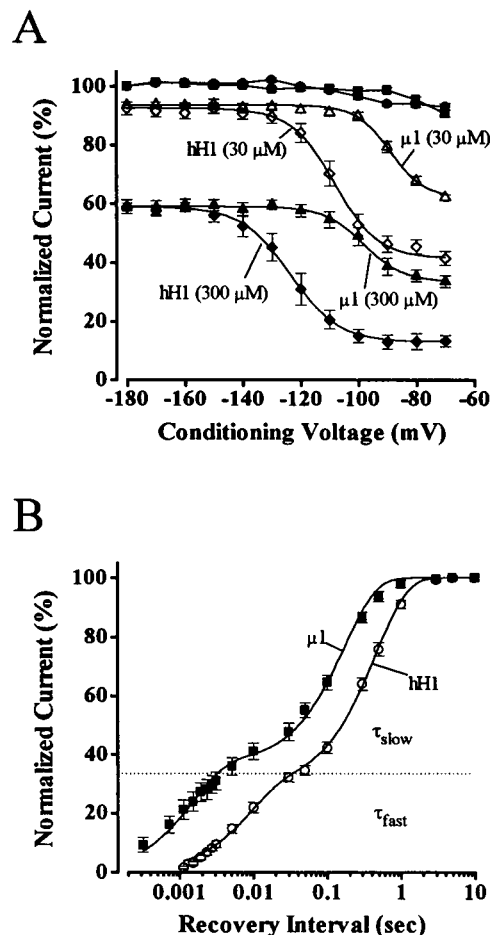 A
Normalized Current (%)
100
80
60
40
20
0
hH1 (30 µM)
µ1 (30 µM)
hH1 (300 µM)
µ1 (300 µM)
-180 -160 -140 -120 -100 -80 -60
Conditioning Voltage (mV)
B
Normalized Current (%)
100
80
60
40
20
0
µ1
hH1
τslow
τfast
0.001 0.01 0.1 1 10
Recovery Interval (sec)